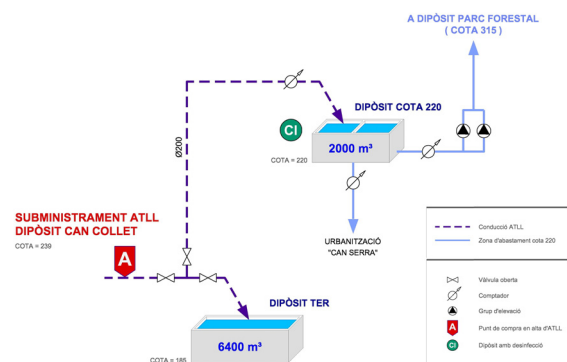 A DIPÒSIT PARC FORESTAL
( COTA 315 )
DIPÒSIT COTA 220
CI
2000 m³
COTA = 220
Ø200
URBANITZACIÓ
"CAN SERRA"
SUBMINISTRAMENT ATLL
DIPÒSIT CAN COLLET
COTA = 239
A
DIPÒSIT TER
6400 m³
COTA = 185
Conducció ATLL
Zona d'abastament cota 220
Vàlvula oberta
Comptador
Grup d'elevació
A
Punt de compra en alta d'ATLL
CI
Dipòsit amb desinfecció